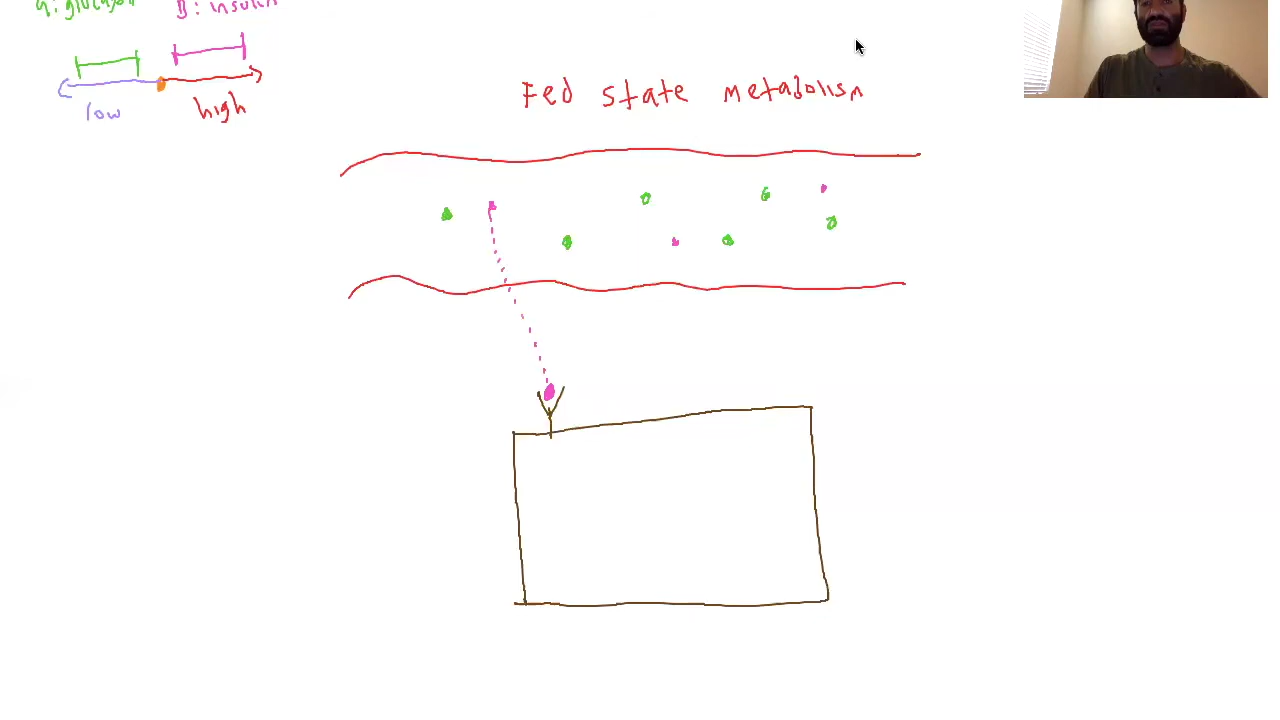 α: glucagon β: insulin
low high
Fed state metabolism